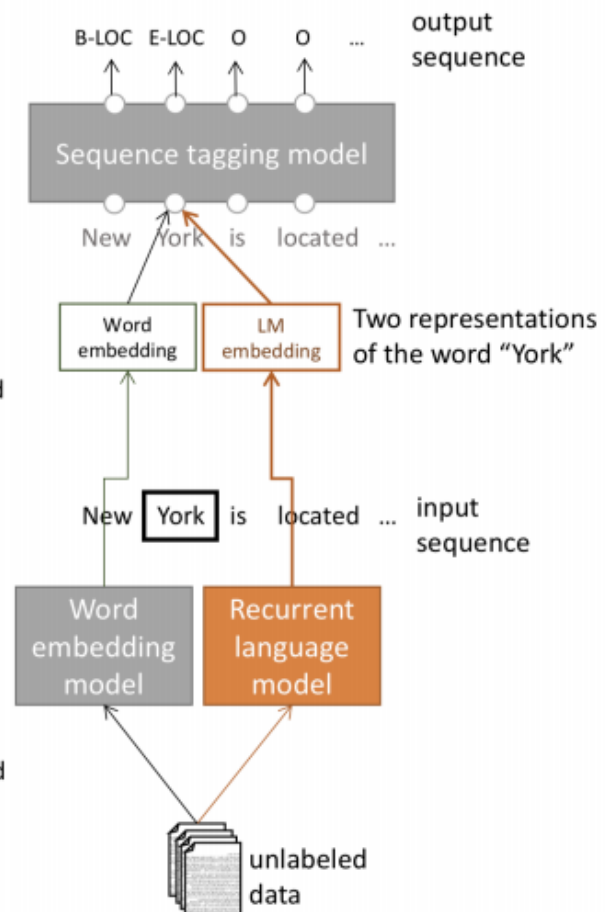 B-LOC E-LOC O O ...
output
sequence
Sequence tagging model
New York is located ...
Word
embedding
LM
embedding
Two representations
of the word “York”
d
New York is located ...
input
sequence
Word
embedding
model
Recurrent
language
model
d
unlabeled
data